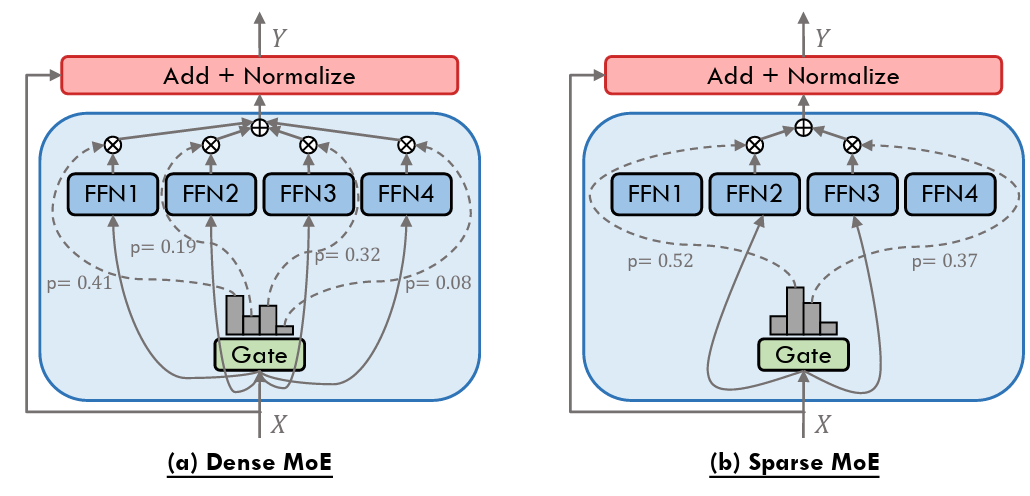 Y
Add + Normalize
FFN1
FFN2
FFN3
FFN4
p= 0.19
p= 0.32
p= 0.41
p= 0.08
Gate
X
(a) Dense MoE
Y
Add + Normalize
FFN1
FFN2
FFN3
FFN4
p= 0.52
p= 0.37
Gate
X
(b) Sparse MoE